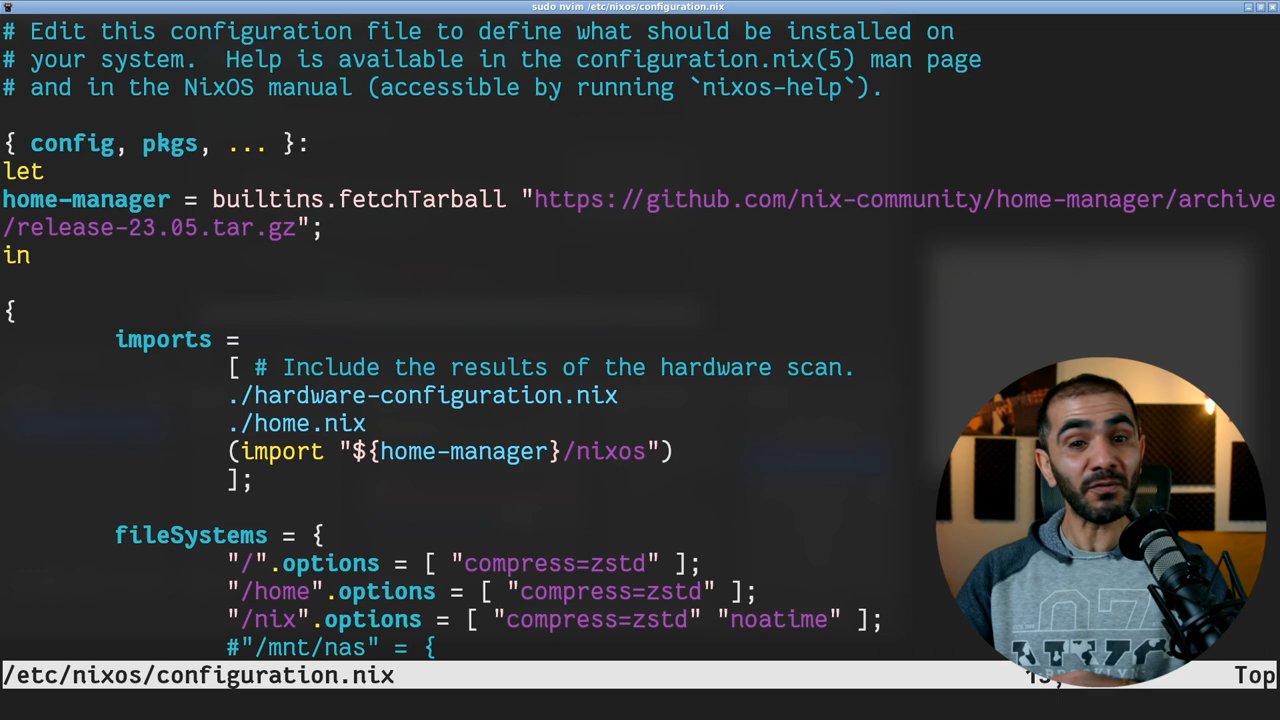 sudo nvim /etc/nixos/configuration.nix
# Edit this configuration file to define what should be installed on
# your system.  Help is available in the configuration.nix(5) man page
# and in the NixOS manual (accessible by running `nixos-help`).
{ config, pkgs, ... }:
let
home-manager = builtins.fetchTarball "https://github.com/nix-community/home-manager/archive
/release-23.05.tar.gz";
in
{
imports =
[ # Include the results of the hardware scan.
./hardware-configuration.nix
./home.nix
(import "${home-manager}/nixos")
];
fileSystems = {
"/".options = [ "compress=zstd" ];
"/home".options = [ "compress=zstd" ];
"/nix".options = [ "compress=zstd" "noatime" ];
#"/mnt/nas" = {
/etc/nixos/configuration.nix Top
07
BROOKLYN